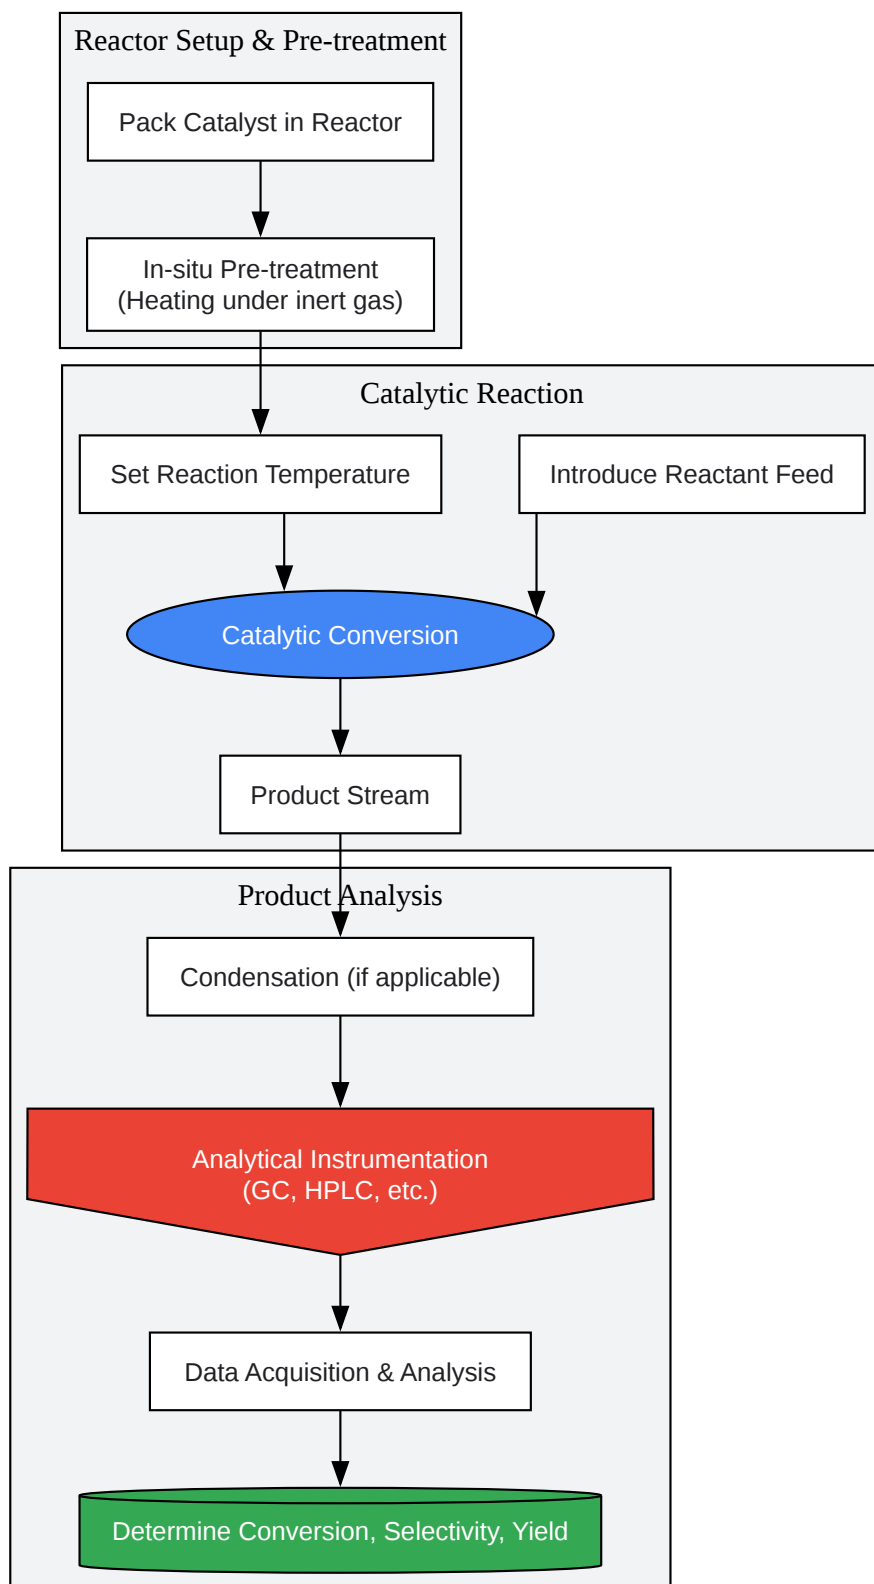 Reactor Setup & Pre-treatment
Pack Catalyst in Reactor
In-situ Pre-treatment
(Heating under inert gas)
Catalytic Reaction
Set Reaction Temperature
Introduce Reactant Feed
Catalytic Conversion
Product Stream
Product Analysis
Condensation (if applicable)
Analytical Instrumentation
(GC, HPLC, etc.)
Data Acquisition & Analysis
Determine Conversion, Selectivity, Yield